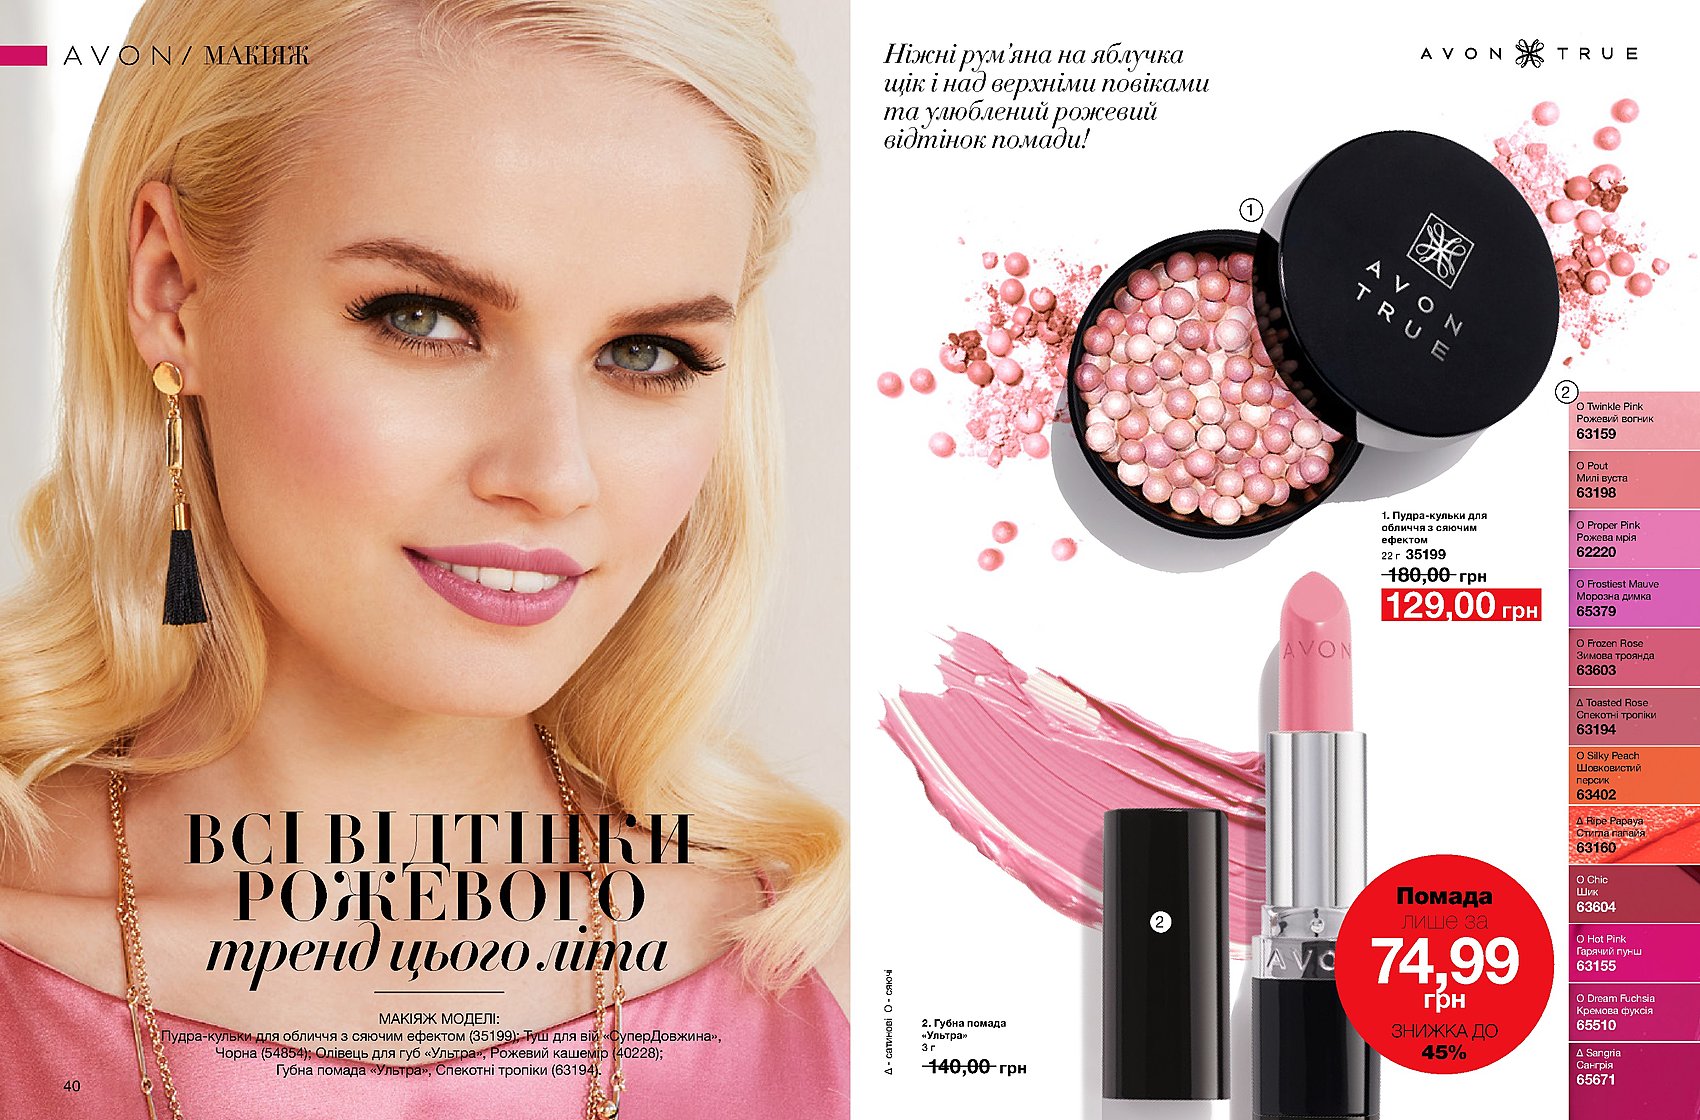 AVON / МАКІЯЖ
ВСІ ВІДТІНКИ
РОЖЕВОГО
тренд цього літа
МАКІЯЖ МОДЕЛІ:
Пудра-кульки для обличчя з сяючим ефектом (35199); Туш для вій «СуперДовжина»,
Чорна (54854); Олівець для губ «Ультра», Рожевий кашемір (40228);
Губна помада «Ультра», Спекотні тропіки (63194).
40
Ніжні рум'яна на яблучка
щік і над верхніми повіками
та улюблений рожевий
відтінок помади!
AVON TRUE
1
AVON
TRUE
1. Пудра-кульки для
обличчя з сяючим
ефектом
22 г 35199
180,00 грн
129,00 грн
AVON
2
О Twinkle Pink
Рожевий вогник
63159
О Pout
Милі вуста
63198
О Proper Pink
Рожева мрія
62220
О Frostiest Mauve
Морозна димка
65379
О Frozen Rose
Зимова троянда
63603
Δ Toasted Rose
Спекотні тропіки
63194
О Silky Peach
Шовковистий
персик
63402
Δ Ripe Papaya
Стигла папайя
63160
О Chic
Шик
63604
О Hot Pink
Гарячий пунш
63155
О Dream Fuchsia
Кремова фуксія
65510
Δ Sangria
Сангрія
65671
2
AVO
Помада
лише за
74,99
грн
ЗНИЖКА ДО
45%
Δ - сатинові О - сяючі
2. Губна помада
«Ультра»
3 г
140,00 грн